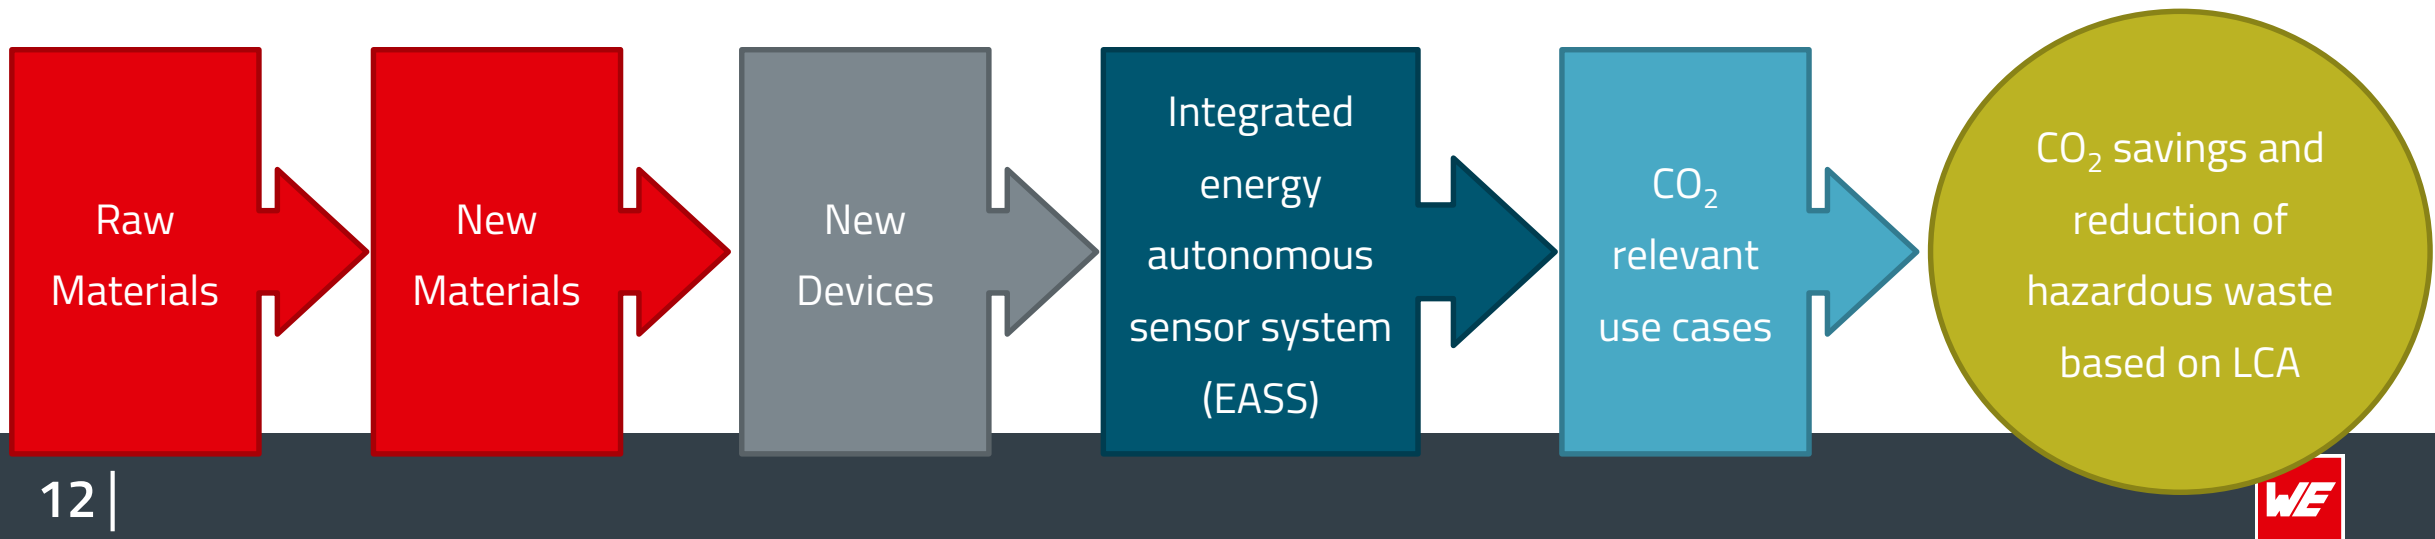 Raw
Materials
New
Materials
New
Devices
Integrated
energy
autonomous
sensor system
(EASS)
CO₂
relevant
use cases
CO₂ savings and
reduction of
hazardous waste
based on LCA
12
WE